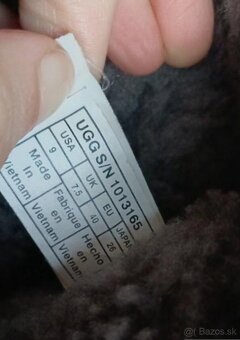 UGG S/N 1013165
USA UK EU JAPAN
9 7.5 40 26
Made Fabrique Hecho
in en en
Vietnam Vietnam Vietnam
@( Bazos.sk